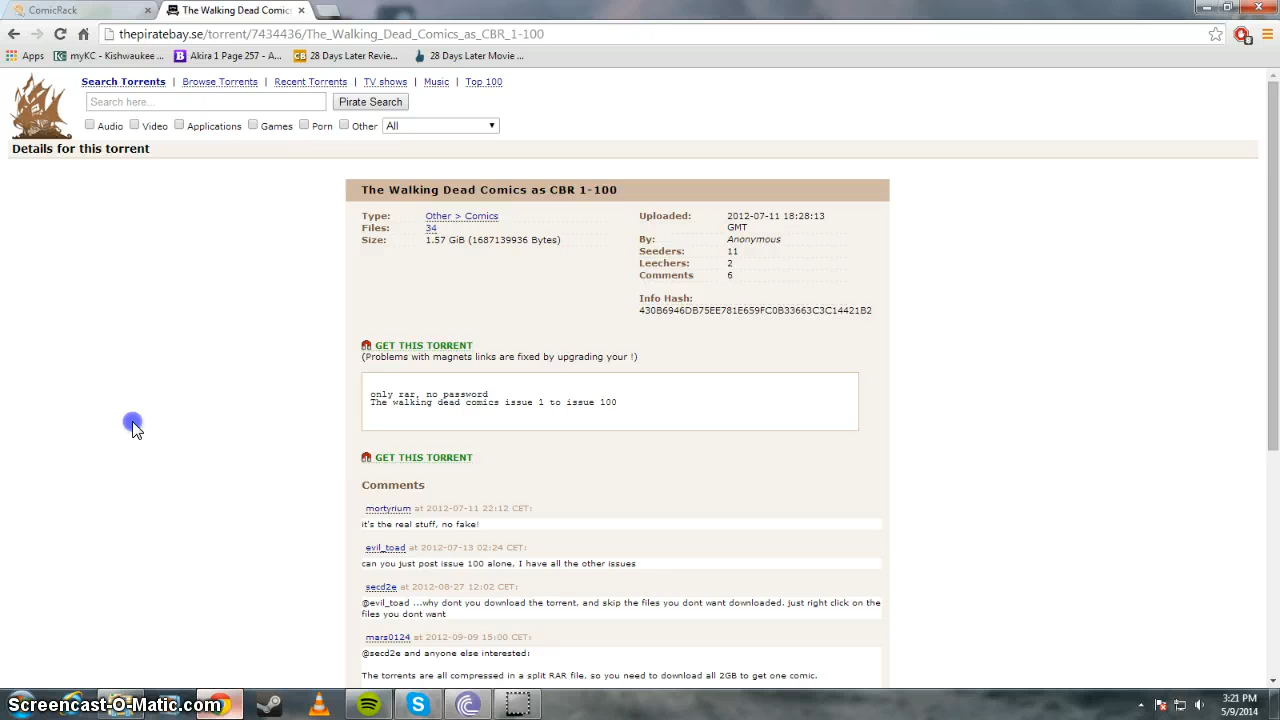 ComicRack
The Walking Dead Comics
thepiratebay.se/torrent/7434436/The_Walking_Dead_Comics_as_CBR_1-100
Apps myKC - Kishwaukee ... Akira 1 Page 257 - A... 28 Days Later Revie... 28 Days Later Movie ...
Search Torrents | Browse Torrents | Recent Torrents | TV shows | Music | Top 100
Search here... Pirate Search
Audio Video Applications Games Porn Other All
Details for this torrent
The Walking Dead Comics as CBR 1-100
Type: Other > Comics
Files: 34
Size: 1.57 GiB (1687139936 Bytes)
Uploaded: 2012-07-11 18:28:13
GMT
By: Anonymous
Seeders: 11
Leechers: 2
Comments 6
Info Hash:
430B6946DB75EE781E659FC0B33663C3C14421B2
GET THIS TORRENT
(Problems with magnets links are fixed by upgrading your !)
only rar, no password
The walking dead comics issue 1 to issue 100
GET THIS TORRENT
Comments
mortyrium at 2012-07-11 22:12 CET:
it's the real stuff, no fake!
evil_toad at 2012-07-13 02:24 CET:
can you just post issue 100 alone, I have all the other issues
secd2e at 2012-08-27 12:02 CET:
@evil_toad ...why dont you download the torrent, and skip the files you dont want downloaded. just right click on the
files you dont want
mars0124 at 2012-09-09 15:00 CET:
@secd2e and anyone else interested:
The torrents are all compressed in a split RAR file, so you need to download all 2GB to get one comic.
Screencast-O-Matic.com
3:21 PM
5/9/2014